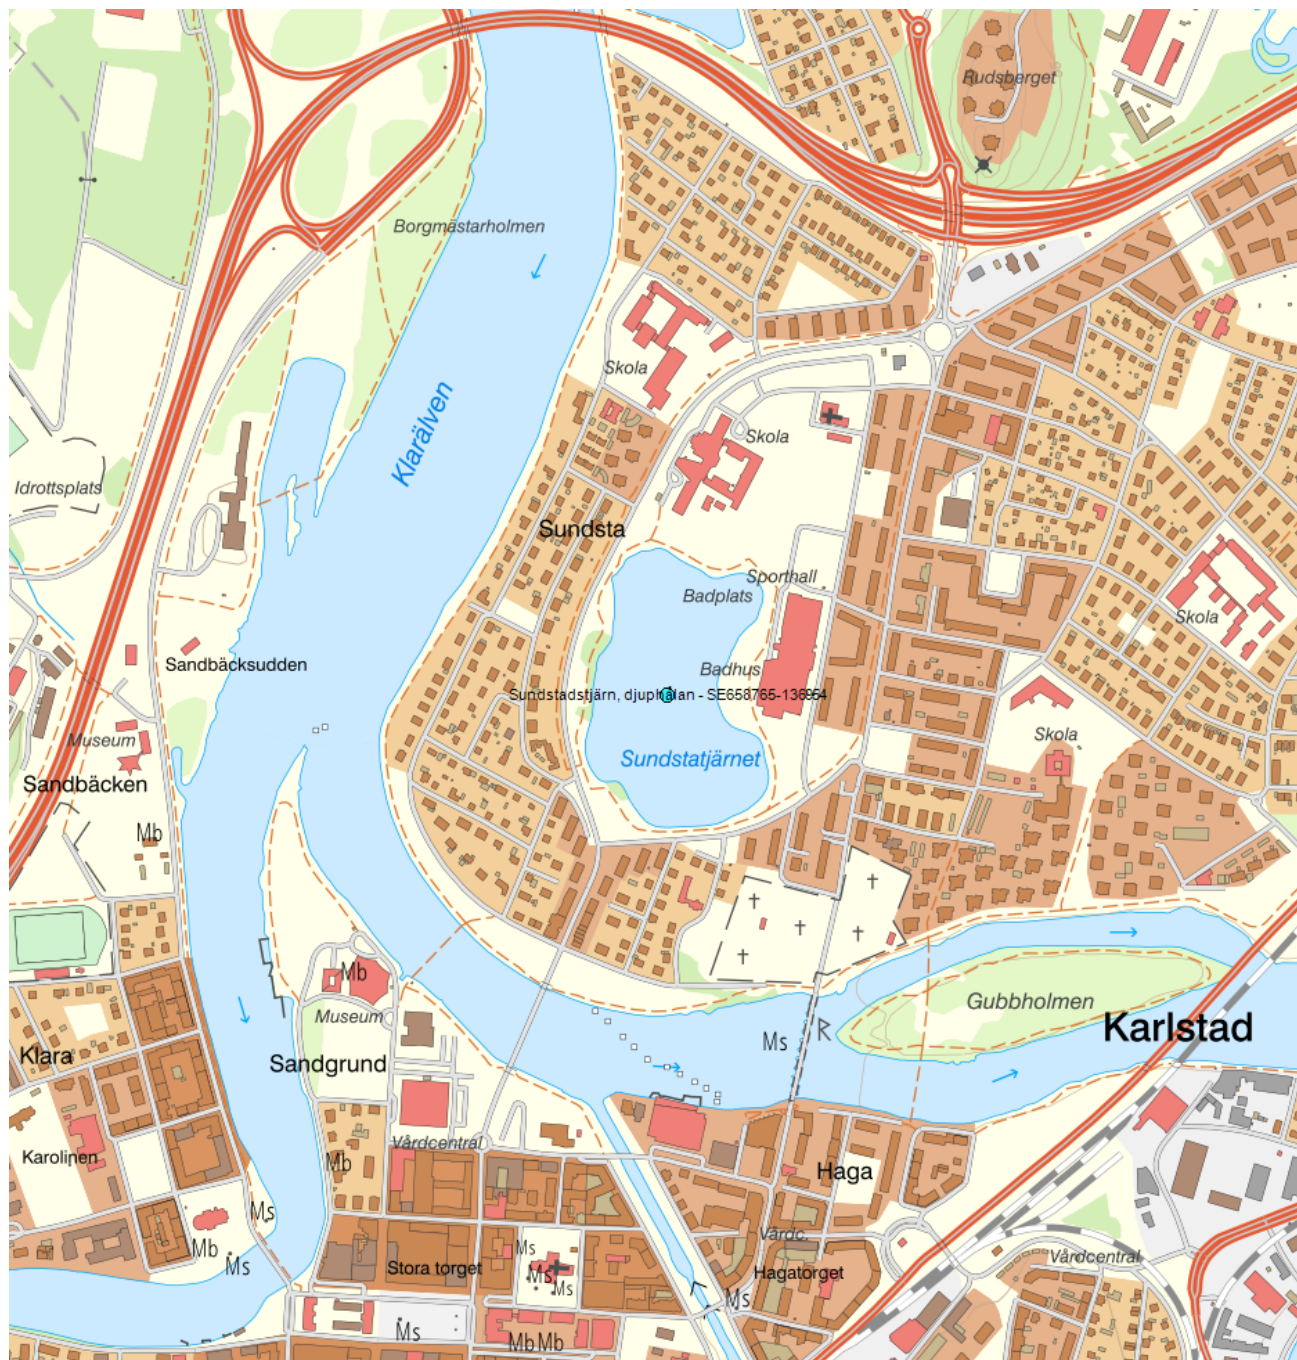 Rudsberget
Borgmästarholmen
Skola
Klarälven
Skola
Idrottsplats
Sundsta
Sporthall
Badplats
Skola
Sandbäcksudden
Badhus
Sundstadstjärn, djuphålan - SE658765-136954
Museum
Skola
Sundstatjärnet
Sandbäcken
Mb
Mb
Gubbholmen
Museum
Karlstad
R
Ms
Klara
Sandgrund
Vårdcentral
Karolinen
Mb
Haga
Ms
Vårdc.
Mb
Ms
Ms
Vårdcentral
Stora torget
Ms
Ms
Hagatorget
Ms
Ms
Mb Mb